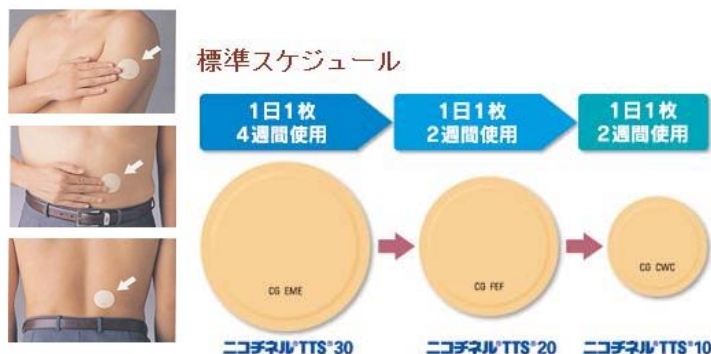 標準スケジュール
1日1枚
4週間使用
1日1枚
2週間使用
1日1枚
2週間使用
CG EME
CG FEF
CG CWC
ニコチネル®TTS®30
ニコチネル®TTS®20
ニコチネル®TTS®10